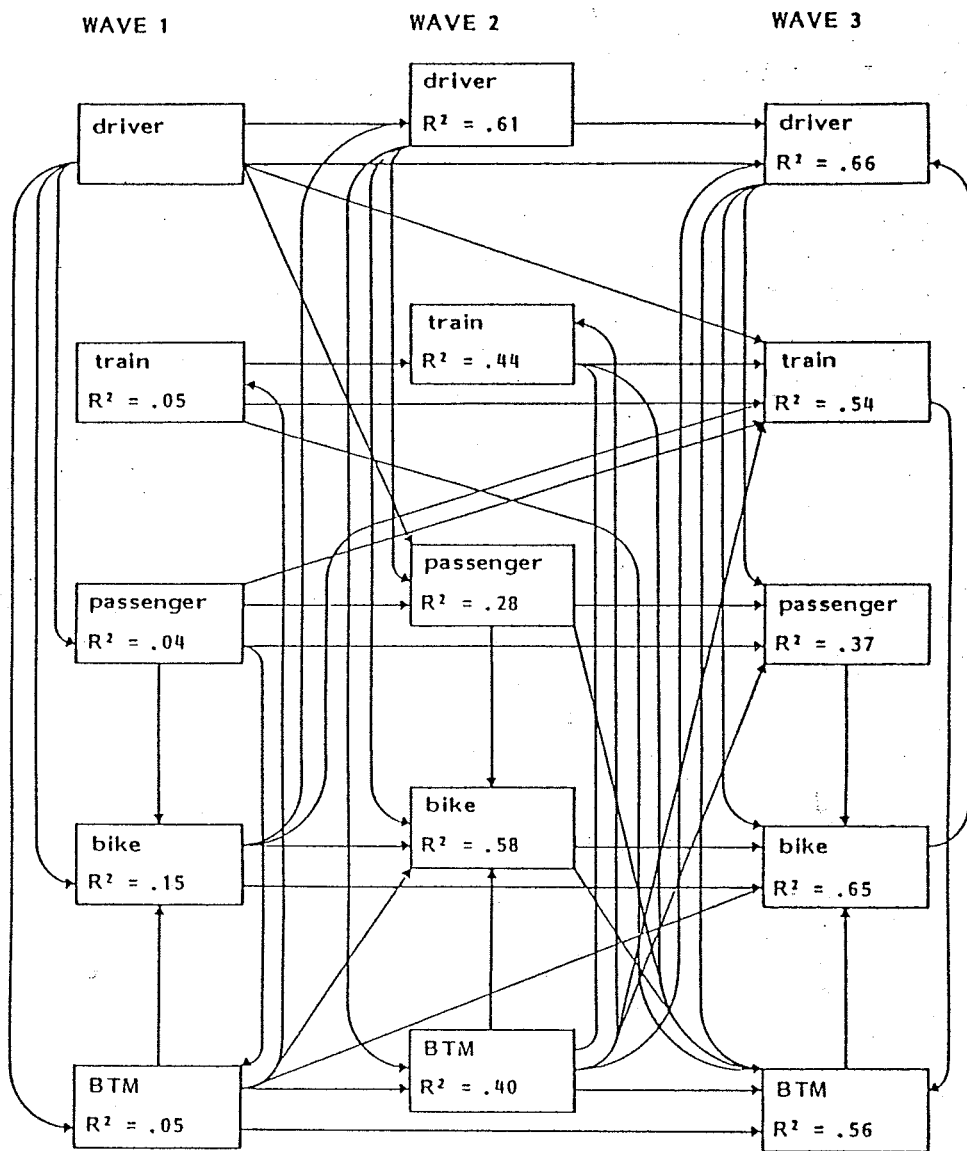 WAVE 1
WAVE 2
WAVE 3
driver
driver
R² = .61
driver
R² = .66
train
R² = .05
train
R² = .44
train
R² = .54
passenger
R² = .04
passenger
R² = .28
passenger
R² = .37
bike
R² = .15
bike
R² = .58
bike
R² = .65
BTM
R² = .05
BTM
R² = .40
BTM
R² = .56